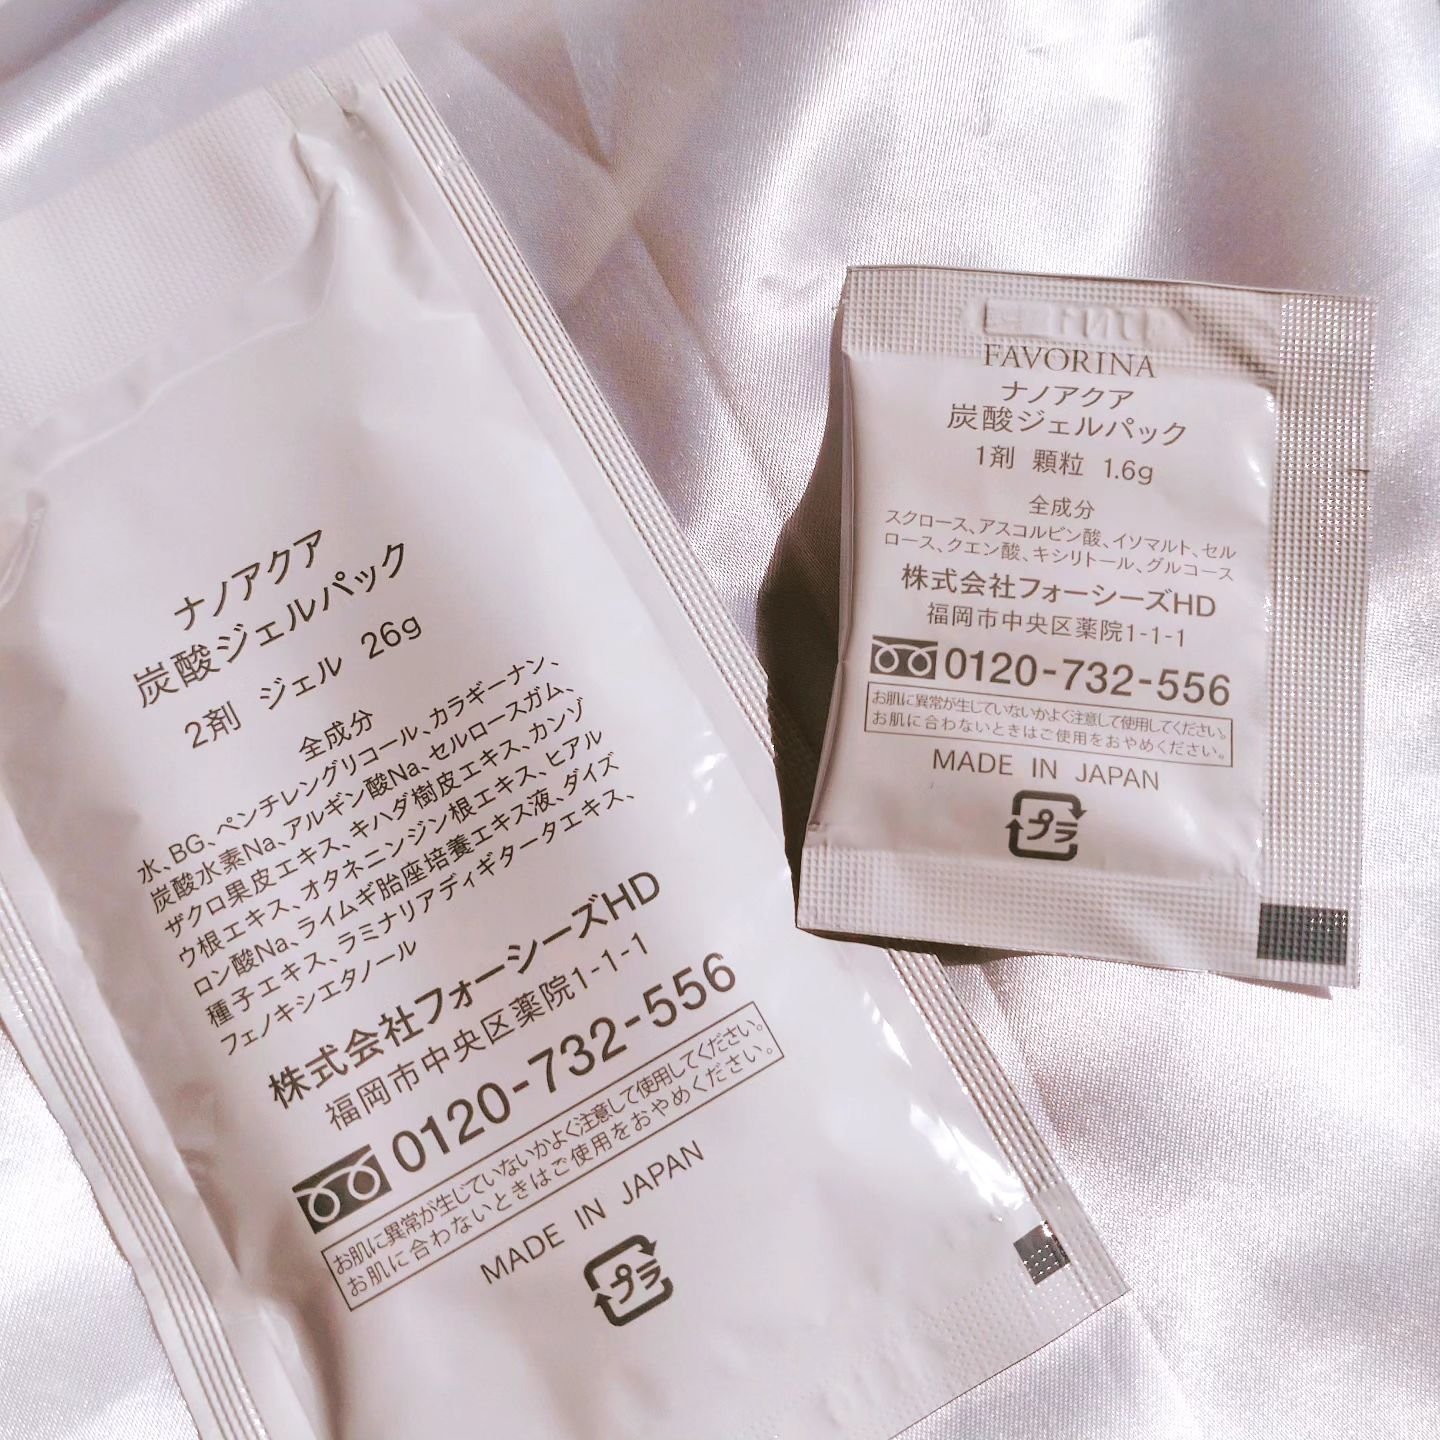 ナノアクア
炭酸ジェルパック
2剤 ジェル 26g
全成分
水、BG、ペンチレングリコール、カラギーナン、
炭酸水素Na、アルギン酸Na、セルロースガム、
ザクロ果皮エキス、キハダ樹皮エキス、カンゾ
ウ根エキス、オタネニンジン根エキス、ヒアル
ロン酸Na、ライムギ胎座培養エキス液、ダイズ
種子エキス、ラミナリアディギタータエキス、
フェノキシエタノール
株式会社フォーシーズHD
福岡市中央区薬院1-1-1
0120-732-556
お肌に異常が生じていないかよく注意して使用してください。
お肌に合わないときはご使用をおやめください。
MADE IN JAPAN
プラ
FAVORINA
ナノアクア
炭酸ジェルパック
1剤 顆粒 1.6g
全成分
スクロース、アスコルビン酸、イソマルト、セル
ロース、クエン酸、キシリトール、グルコース
株式会社フォーシーズHD
福岡市中央区薬院1-1-1
0120-732-556
お肌に異常が生じていないかよく注意して使用してください。
お肌に合わないときはご使用をおやめください。
MADE IN JAPAN
プラ